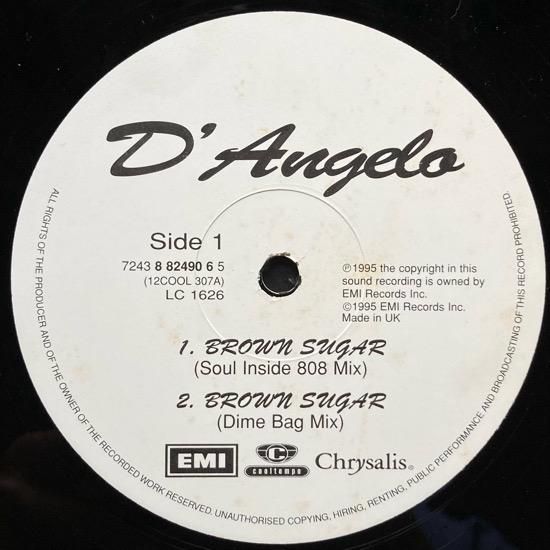 D'Angelo
Side 1
7243 8 82490 6 5
(12COOL 307A)
LC 1626
℗1995 the copyright in this
sound recording is owned by
EMI Records Inc.
©1995 EMI Records Inc.
Made in UK
1. BROWN SUGAR
(Soul Inside 808 Mix)
2. BROWN SUGAR
(Dime Bag Mix)
EMI
C
cooltempo
Chrysalis®
ALL RIGHTS OF THE PRODUCER AND OF THE OWNER OF THE RECORDED WORK RESERVED. UNAUTHORISED COPYING, HIRING, RENTING, PUBLIC PERFORMANCE AND BROADCASTING OF THIS RECORD PROHIBITED.